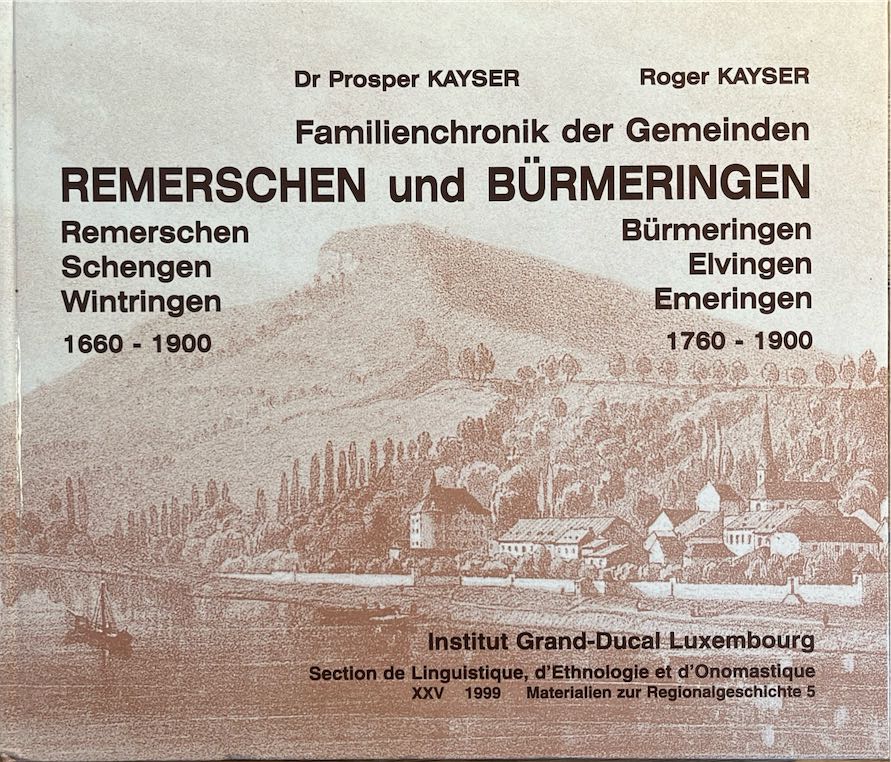 Dr Prosper KAYSER Roger KAYSER
Familienchronik der Gemeinden
REMERSCHEN und BÜRMERINGEN
Remerschen Bürmeringen
Schengen Elvingen
Wintringen Emeringen
1660 - 1900 1760 - 1900
Institut Grand-Ducal Luxembourg
Section de Linguistique, d'Ethnologie et d'Onomastique
XXV 1999 Materialien zur Regionalgeschichte 5